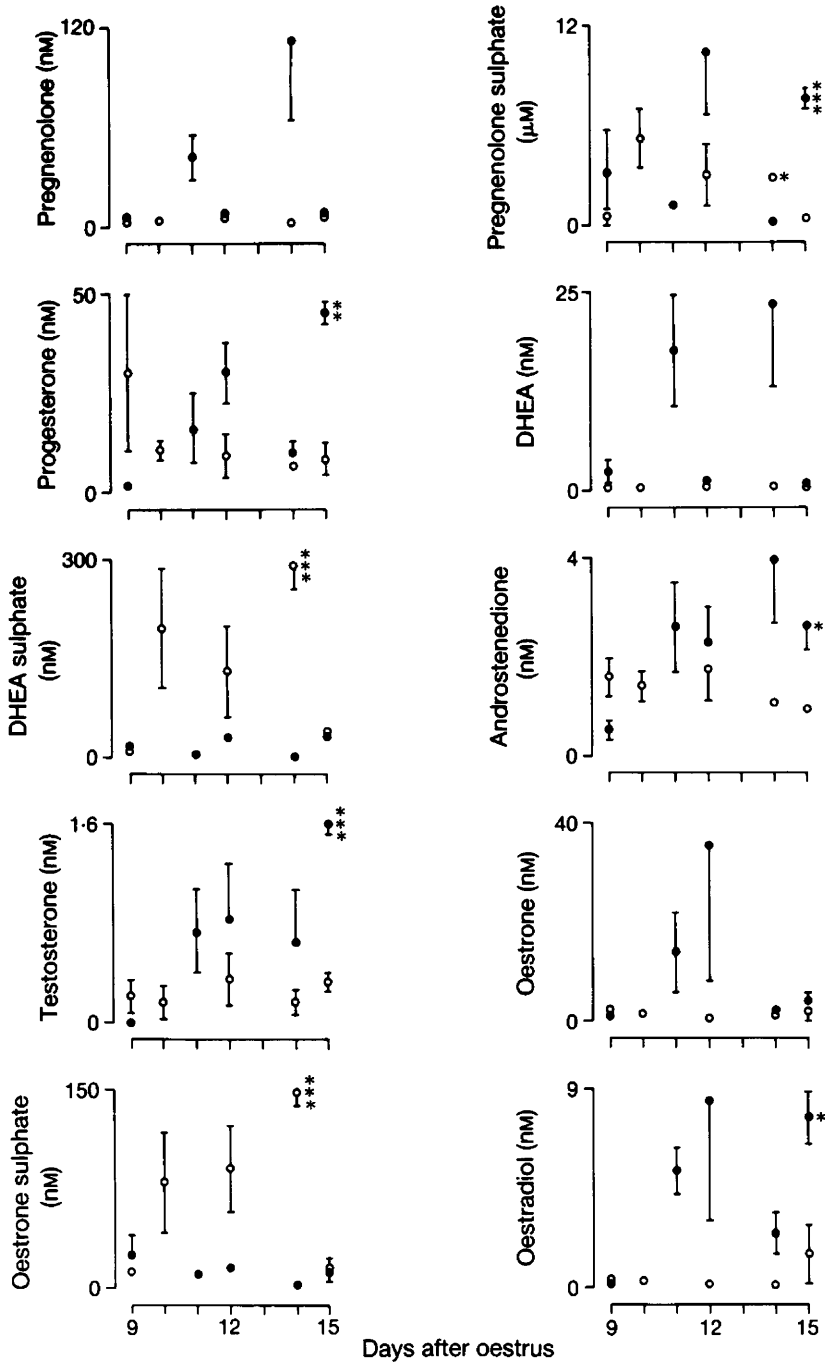 Pregnenolone (nM)
120
0
Pregnenolone sulphate
(μM)
12
0
*
***
Progesterone (nM)
50
0
**
DHEA (nM)
25
0
DHEA sulphate
(nM)
300
0
***
Androstenedione
(nM)
4
0
*
Testosterone (nM)
1·6
0
***
Oestrone (nM)
40
0
Oestrone sulphate
(nM)
150
0
***
9 12 15
Oestradiol (nM)
9
0
*
9 12 15
Days after oestrus